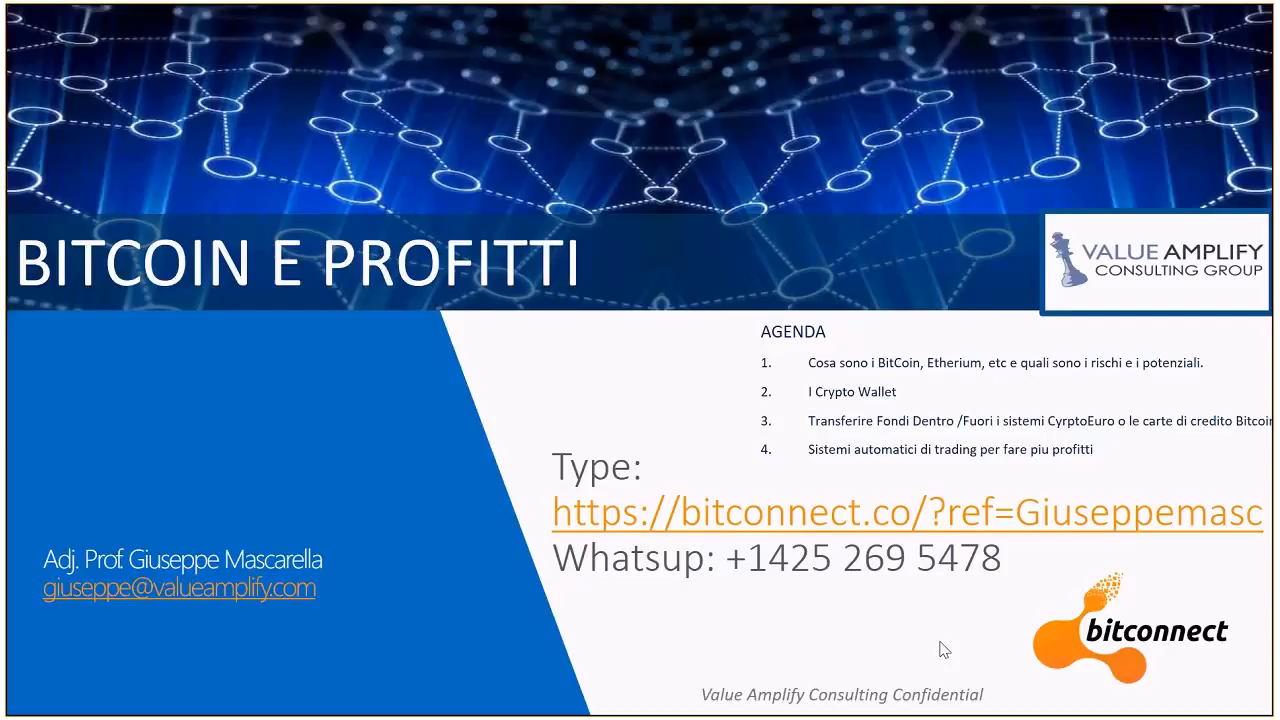 BITCOIN E PROFITTI
VALUE AMPLIFY
CONSULTING GROUP
AGENDA
1. Cosa sono i BitCoin, Etherium, etc e quali sono i rischi e i potenziali.
2. I Crypto Wallet
3. Transferire Fondi Dentro /Fuori i sistemi CyrptoEuro o le carte di credito Bitcoin
4. Sistemi automatici di trading per fare piu profitti
Type:
https://bitconnect.co/?ref=Giuseppemasc
Whatsup: +1425 269 5478
Adj. Prof. Giuseppe Mascarella
giuseppe@valueamplify.com
bitconnect
Value Amplify Consulting Confidential